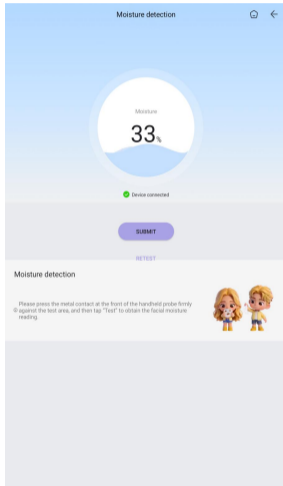 Moisture detection
Moisture
33%
Device connected
SUBMIT
RETEST
Moisture detection
Please press the metal contact at the front of the handheld probe firmly
against the test area, and then tap "Test" to obtain the facial moisture
reading.